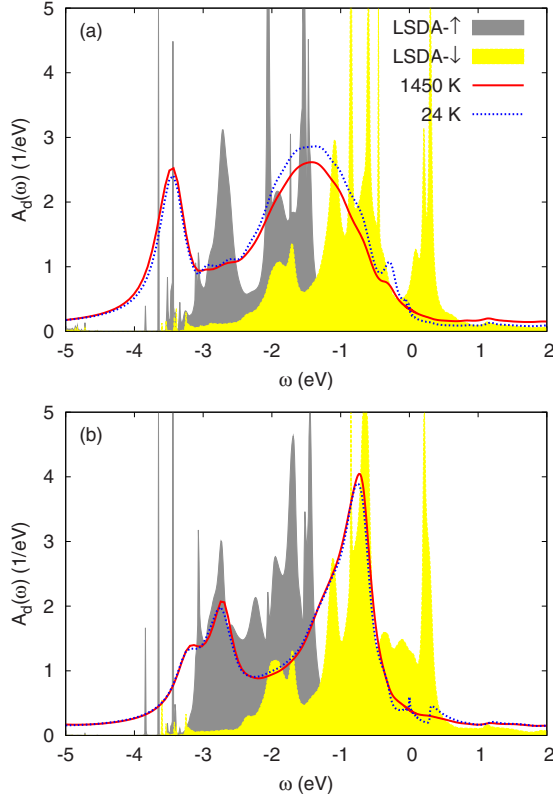 (a)
LSDA-↑
LSDA-↓
1450 K
24 K
5
4
3
2
1
0
A_d(ω) (1/eV)
-5 -4 -3 -2 -1 0 1 2
ω (eV)
(b)
5
4
3
2
1
0
A_d(ω) (1/eV)
-5 -4 -3 -2 -1 0 1 2
ω (eV)